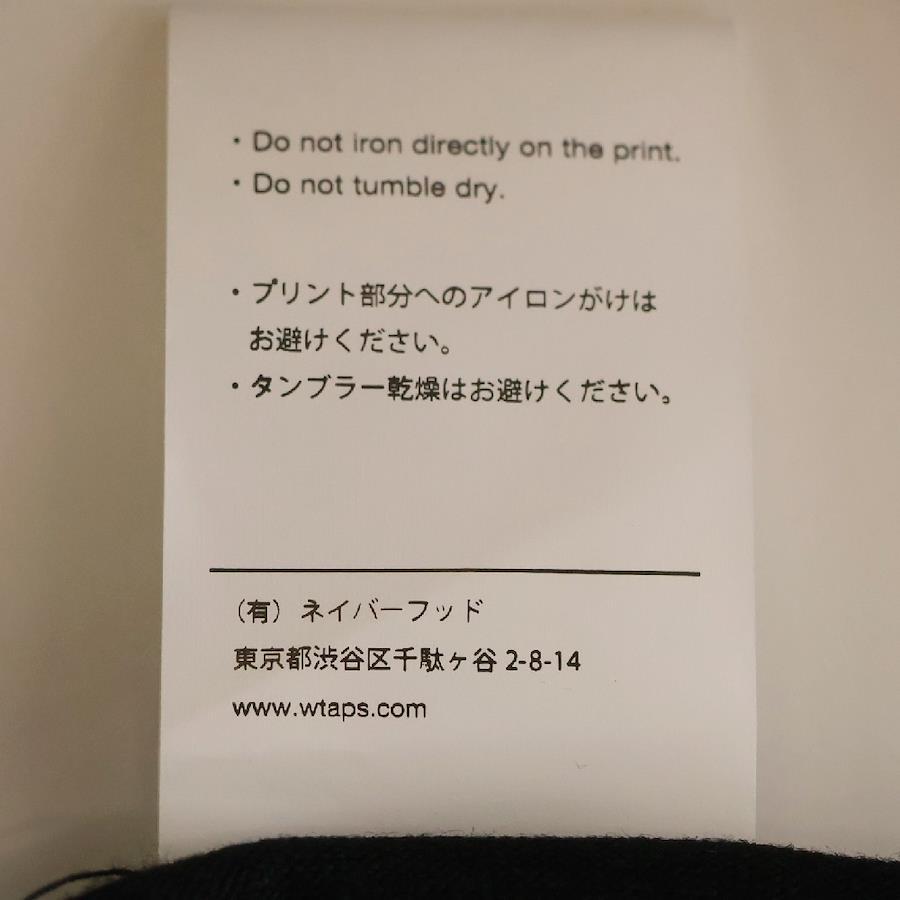 ・Do not iron directly on the print.
・Do not tumble dry.
・プリント部分へのアイロンがけは
お避けください。
・タンブラー乾燥はお避けください。
（有）ネイバーフッド
東京都渋谷区千駄ヶ谷 2-8-14
www.wtaps.com